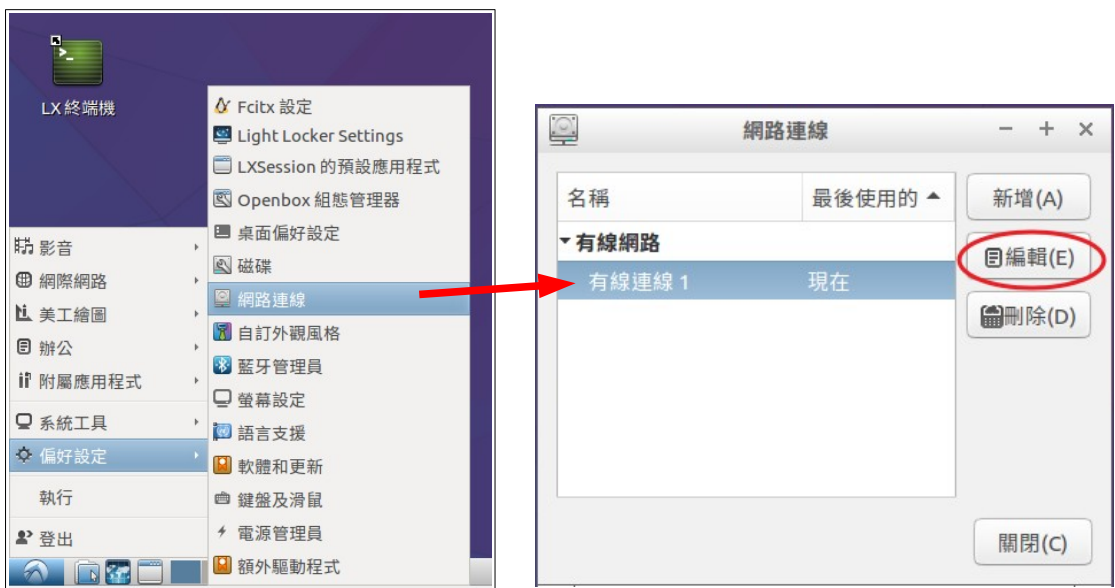 LX 終端機
Fcitx 設定
Light Locker Settings
LXSession 的預設應用程式
Openbox 組態管理器
桌面偏好設定
磁碟
網路連線
自訂外觀風格
藍牙管理員
螢幕設定
語言支援
軟體和更新
鍵盤及滑鼠
電源管理員
額外驅動程式
影音
網際網路
美工繪圖
辦公
附屬應用程式
系統工具
偏好設定
執行
登出
網路連線
名稱 最後使用的
有線網路
有線連線 1 現在
新增(A)
編輯(E)
刪除(D)
關閉(C)